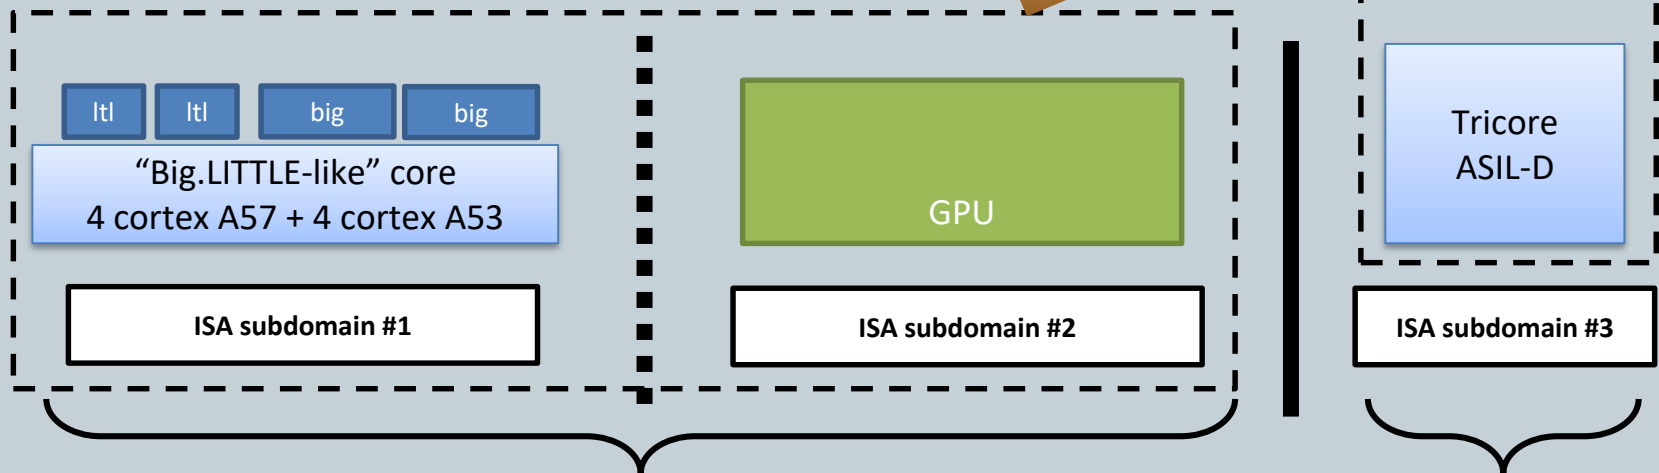 ltl
ltl
big
big
“Big.LITTLE-like” core
4 cortex A57 + 4 cortex A53
GPU
Tricore
ASIL-D
ISA subdomain #1
ISA subdomain #2
ISA subdomain #3